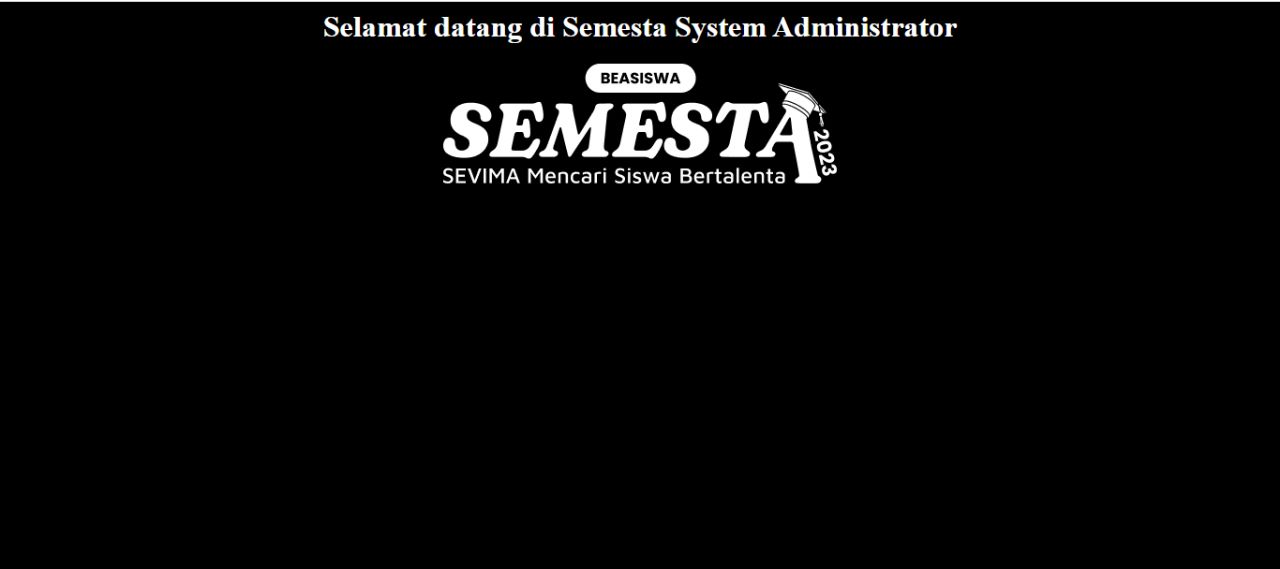 Selamat datang di Semesta System Administrator
BEASISWA
SEMESTA
2023
SEVIMA Mencari Siswa Bertalenta